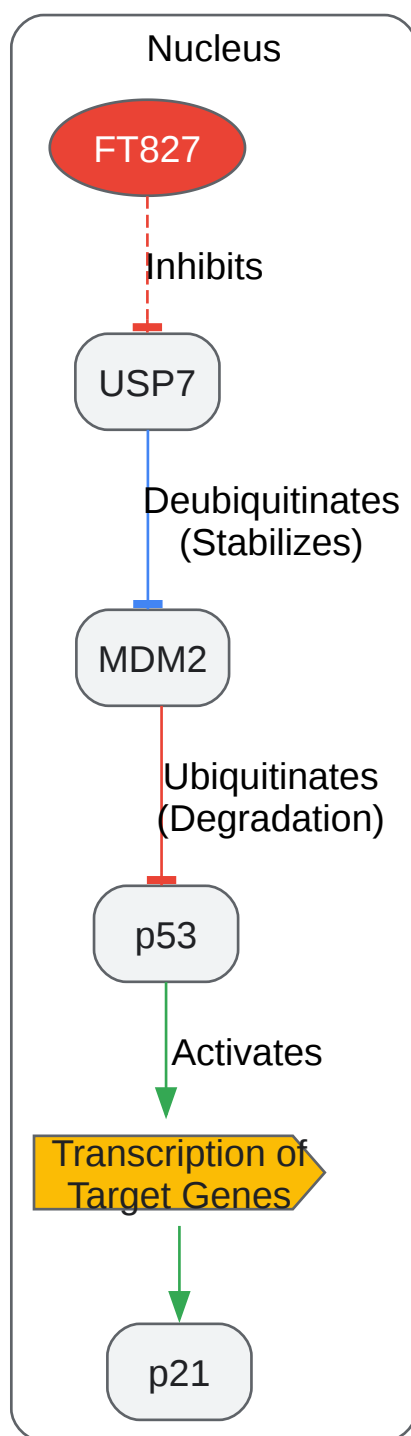 Nucleus
FT827
Inhibits
USP7
Deubiquitinates
(Stabilizes)
MDM2
Ubiquitinates
(Degradation)
p53
Activates
Transcription of
Target Genes
p21